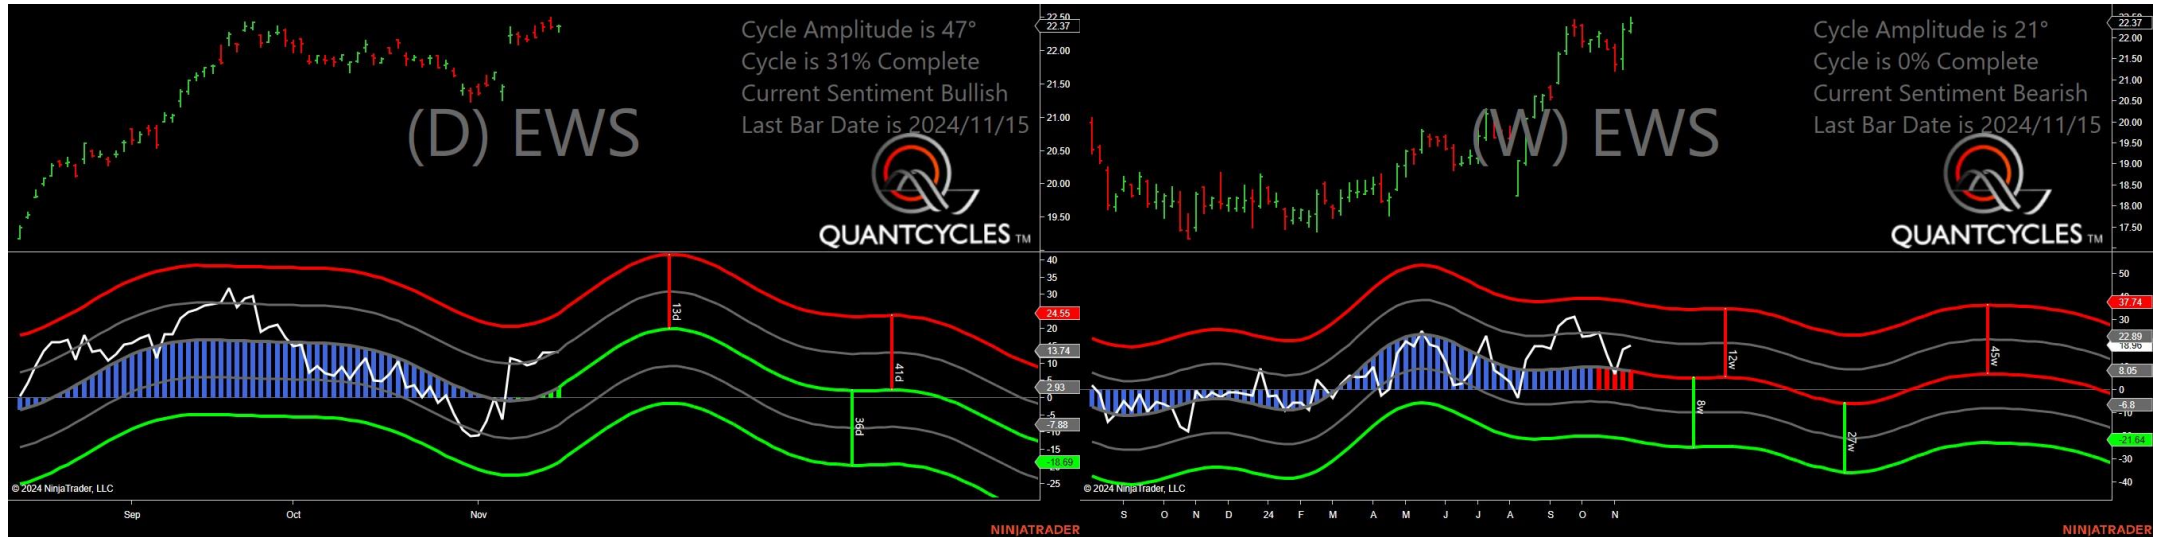 Cycle Amplitude is 47°
Cycle is 31% Complete
Current Sentiment Bullish
Last Bar Date is 2024/11/15
(D) EWS
QUANTCYCLES TM
22.50
22.37
22.00
21.50
21.00
20.50
20.00
19.50
40
35
30
24.55
20
13.74
10
2.93
0
-5
-7.88
-10
-15
-18.69
-25
13d
41d
36d
© 2024 NinjaTrader, LLC
Sep
Oct
Nov
NINJATRADER
Cycle Amplitude is 21°
Cycle is 0% Complete
Current Sentiment Bearish
Last Bar Date is 2024/11/15
(W) EWS
QUANTCYCLES TM
22.37
22.00
21.50
21.00
20.50
20.00
19.50
19.00
18.50
18.00
17.50
50
37.74
30
22.89
18.96
8.05
0
-6.8
-10
-21.64
-30
-40
12w
45w
8w
27w
© 2024 NinjaTrader, LLC
S O N D 24 F M A M J J A S O N
NINJATRADER